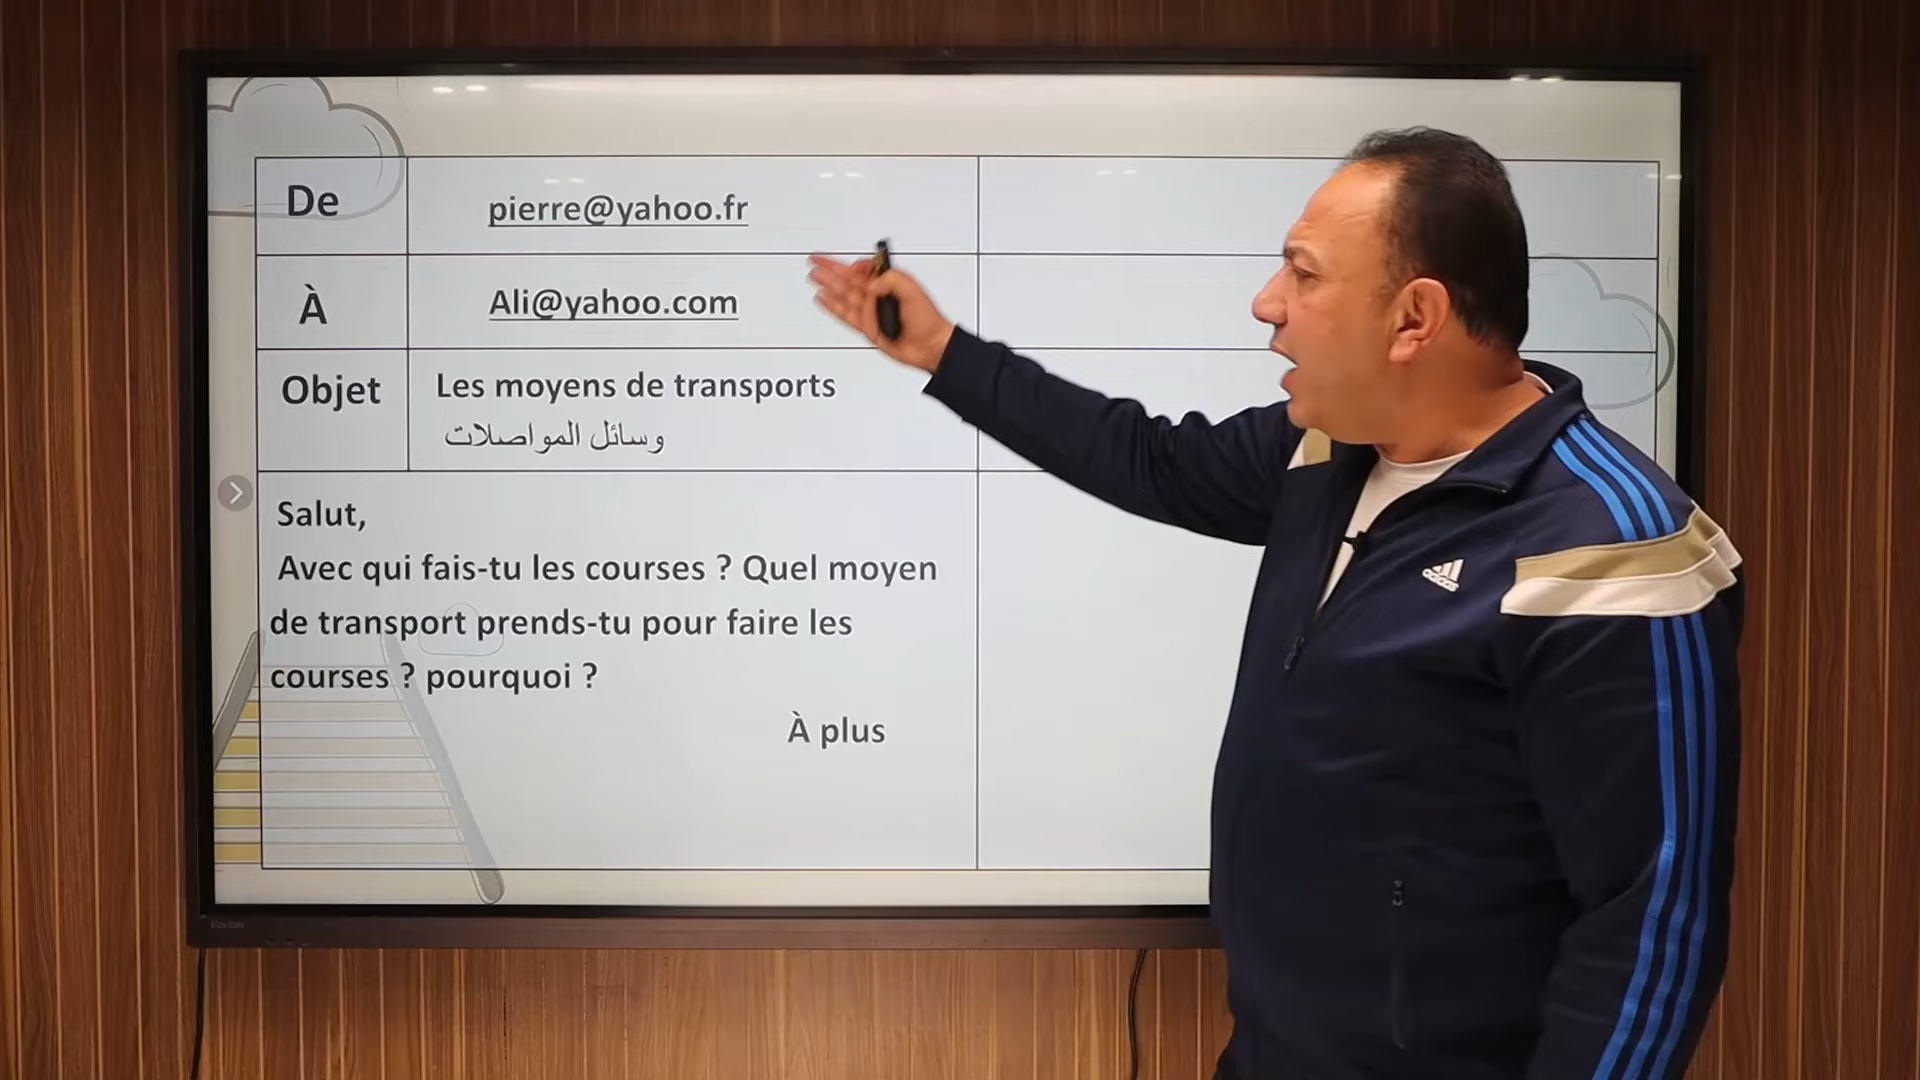 De
pierre@yahoo.fr
À
Ali@yahoo.com
Objet
Les moyens de transports
وسائل المواصلات
Salut,
Avec qui fais-tu les courses ? Quel moyen
de transport prends-tu pour faire les
courses ? pourquoi ?
À plus
adidas